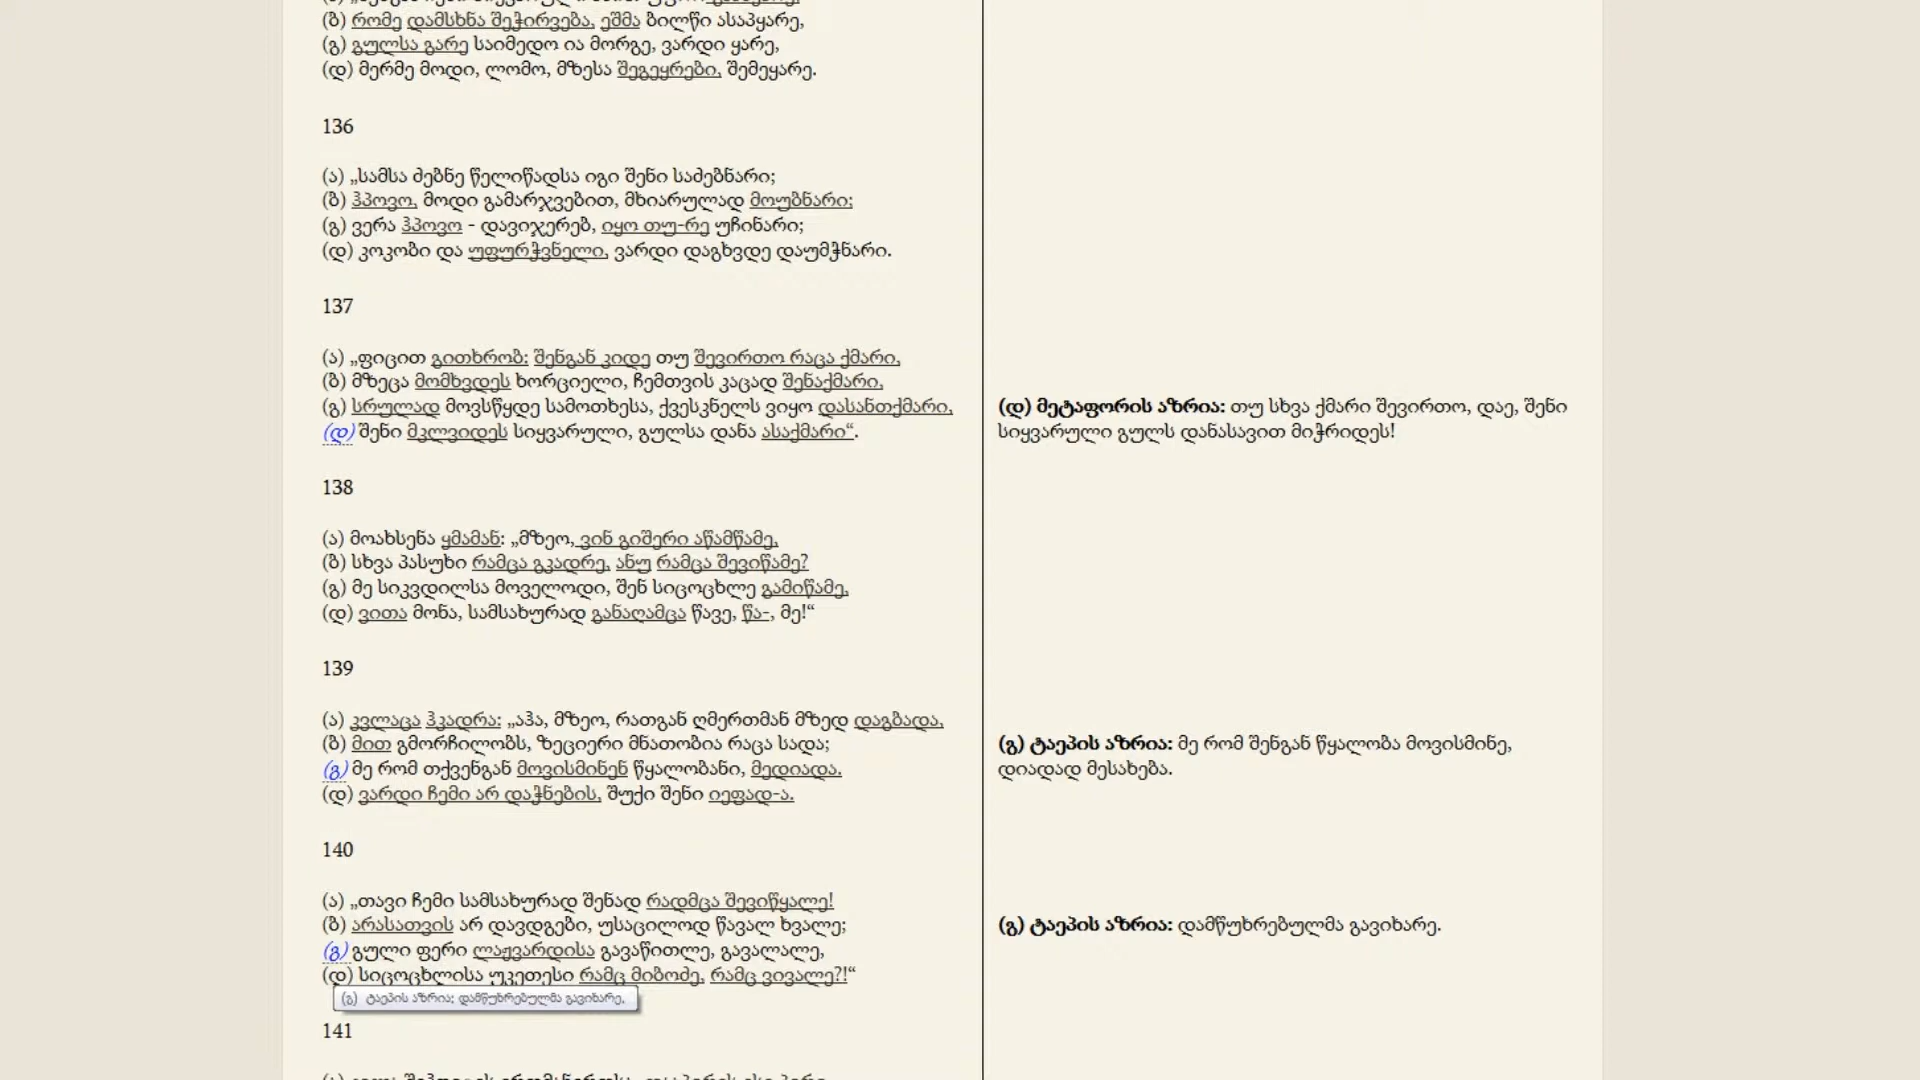 (ბ) რომე დამსხნა შეჭირვება, ეშმა ბილწი ასაპყარე,
(გ) გულსა გარე საიმედო ია მორგე, ვარდი ყარე,
(დ) მერმე მოდი, ლომო, მზესა შეგეყრები, შემეყარე.
136
(ა) „სამსა ძებნე წელიწადსა იგი შენი საძებნარი;
(ბ) ჰპოვო, მოდი გამარჯვებით, მხიარულად მოუბნარი;
(გ) ვერა ჰპოვო - დავიჯერებ, იყო თუ-რე უჩინარი;
(დ) კოკობი და უფურჭვნელი, ვარდი დაგხვდე დაუმჭნარი.
137
(ა) „ფიცით გითხრობ: შენგან კიდე თუ შევირთო რაცა ქმარი,
(ბ) მზეცა მომხვდეს ხორციელი, ჩემთვის კაცად შენაქმარი,
(გ) სრულად მოვსწყდე სამოთხესა, ქვესკნელს ვიყო დასანთქმარი,
(დ) შენი მკლვიდეს სიყვარული, გულსა დანა ასაქმარი“.
(დ) მეტაფორის აზრია: თუ სხვა ქმარი შევირთო, დაე, შენი
სიყვარული გულს დანასავით მიჭრიდეს!
138
(ა) მოახსენა ყმამან: „მზეო, ვინ გიშერი აწამწამე,
(ბ) სხვა პასუხი რამცა გკადრე, ანუ რამცა შევიწამე?
(გ) მე სიკვდილსა მოველოდი, შენ სიცოცხლე გამიწამე,
(დ) ვითა მონა, სამსახურად განაღამცა წავე, წა-, მე!“
139
(ა) კვლაცა ჰკადრა: „აჰა, მზეო, რათგან ღმერთმან მზედ დაგბადა,
(ბ) მით გმორჩილობს, ზეციერი მნათობია რაცა სადა;
(გ) მე რომ თქვენგან მოვისმინენ წყალობანი, მედიადა.
(დ) ვარდი ჩემი არ დაჭნების, შუქი შენი იეფად-ა.
(გ) ტაეპის აზრია: მე რომ შენგან წყალობა მოვისმინე,
დიადად მესახება.
140
(ა) „თავი ჩემი სამსახურად შენად რადმცა შევიწყალე!
(ბ) არასათვის არ დავდგები, უსაცილოდ წავალ ხვალე;
(გ) გული ფერი ლაჟვარდისა გავაწითლე, გავალალე,
(დ) სიცოცხლისა უკეთესი რამც მიბოძე, რამც ვივალე?!“
(გ) ტაეპის აზრია: დამწუხრებულმა გავიხარე.
(გ) ტაეპის აზრია; დამწუხრებულმა გავიხარე.
141